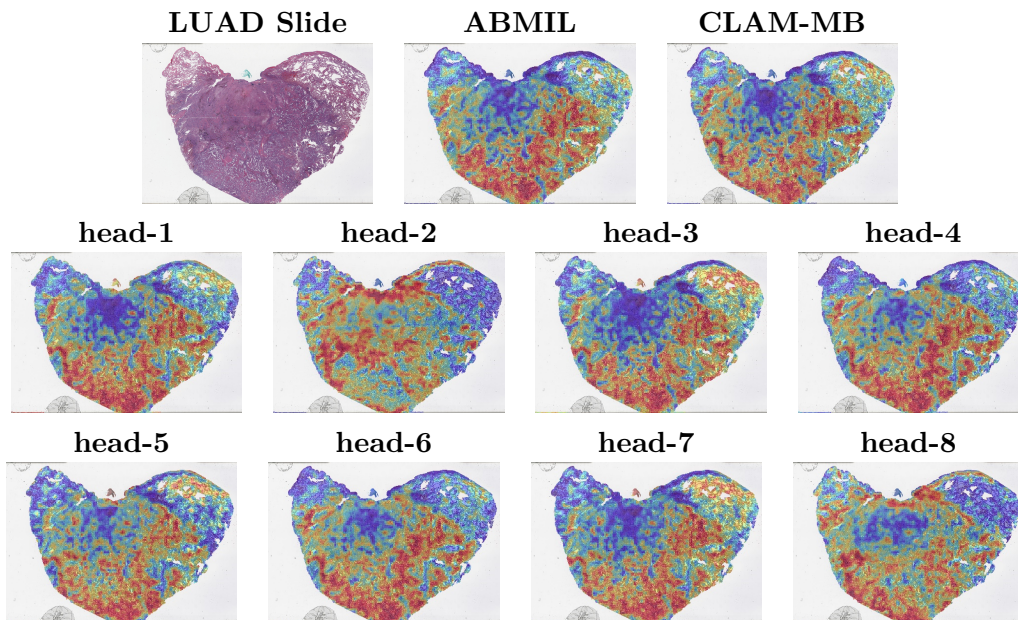 LUAD Slide ABMIL CLAM-MB
head-1 head-2 head-3 head-4
head-5 head-6 head-7 head-8